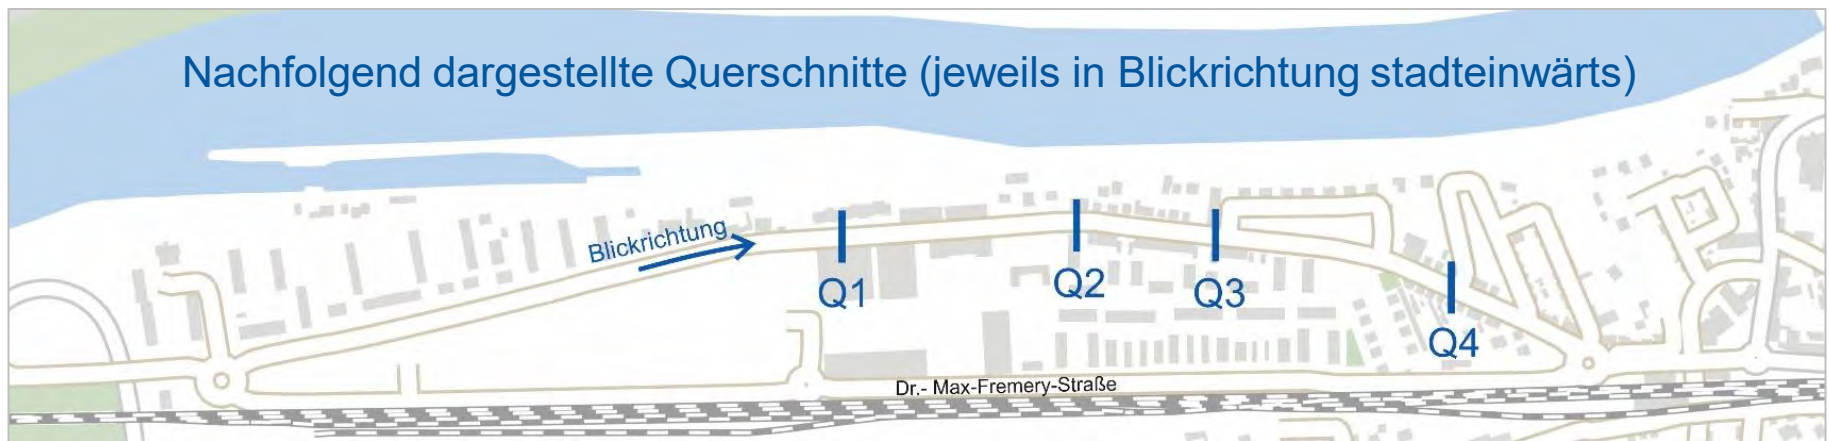 Nachfolgend dargestellte Querschnitte (jeweils in Blickrichtung stadteinwärts)
Blickrichtung
Q1
Q2
Q3
Q4
Dr.- Max-Fremery-Straße